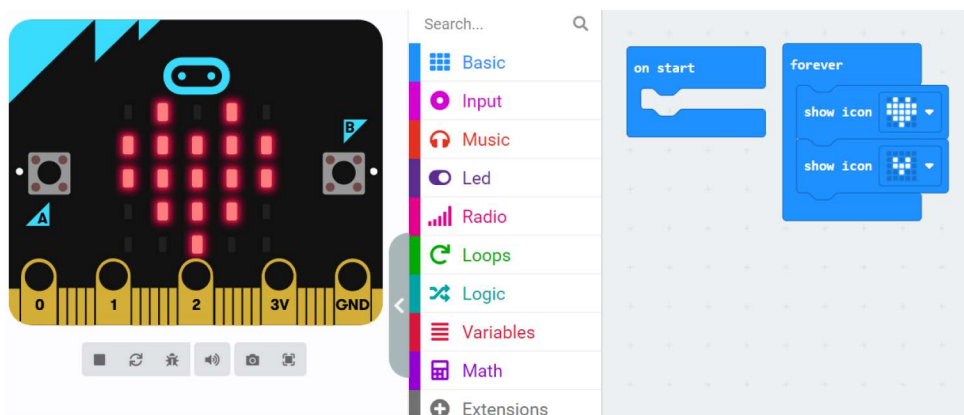 B
A
0 1 2 3V GND
Search...
Basic
Input
Music
Led
Radio
Loops
Logic
Variables
Math
Extensions
on start
forever
show icon
show icon